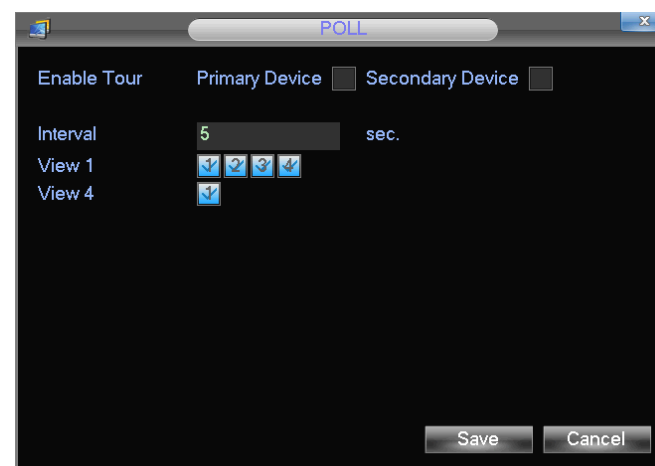 POLL
x
Enable Tour Primary Device Secondary Device
Interval 5 sec.
View 1 1 2 3 4
View 4 1
Save Cancel